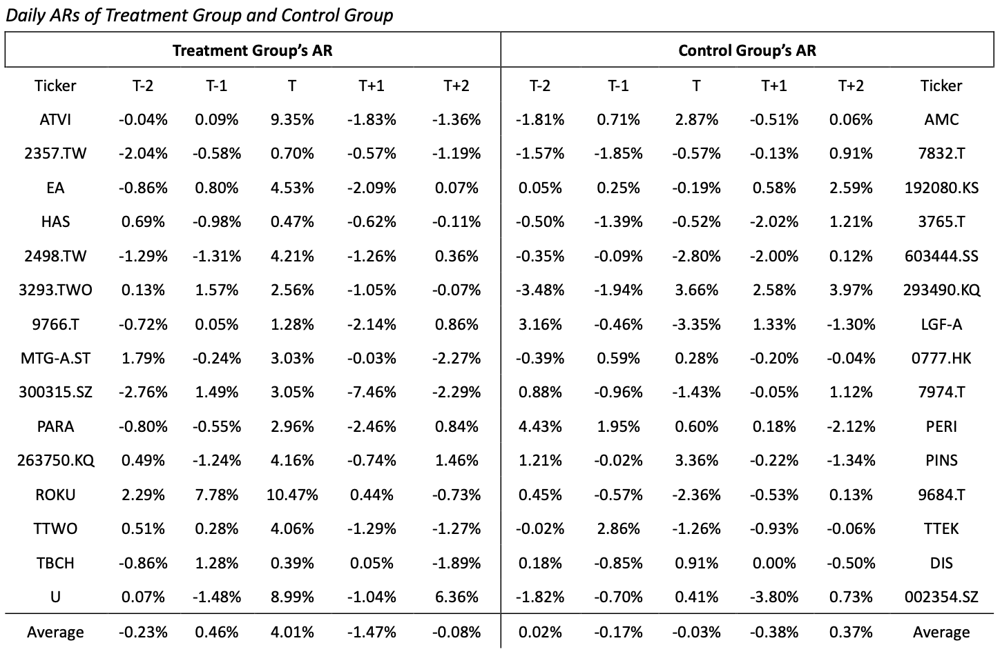 Daily ARs of Treatment Group and Control Group
Treatment Group’s AR Control Group’s AR
Ticker T-2 T-1 T T+1 T+2 T-2 T-1 T T+1 T+2 Ticker
ATVI -0.04% 0.09% 9.35% -1.83% -1.36% -1.81% 0.71% 2.87% -0.51% 0.06% AMC
2357.TW -2.04% -0.58% 0.70% -0.57% -1.19% -1.57% -1.85% -0.57% -0.13% 0.91% 7832.T
EA -0.86% 0.80% 4.53% -2.09% 0.07% 0.05% 0.25% -0.19% 0.58% 2.59% 192080.KS
HAS 0.69% -0.98% 0.47% -0.62% -0.11% -0.50% -1.39% -0.52% -2.02% 1.21% 3765.T
2498.TW -1.29% -1.31% 4.21% -1.26% 0.36% -0.35% -0.09% -2.80% -2.00% 0.12% 603444.SS
3293.TWO 0.13% 1.57% 2.56% -1.05% -0.07% -3.48% -1.94% 3.66% 2.58% 3.97% 293490.KQ
9766.T -0.72% 0.05% 1.28% -2.14% 0.86% 3.16% -0.46% -3.35% 1.33% -1.30% LGF-A
MTG-A.ST 1.79% -0.24% 3.03% -0.03% -2.27% -0.39% 0.59% 0.28% -0.20% -0.04% 0777.HK
300315.SZ -2.76% 1.49% 3.05% -7.46% -2.29% 0.88% -0.96% -1.43% -0.05% 1.12% 7974.T
PARA -0.80% -0.55% 2.96% -2.46% 0.84% 4.43% 1.95% 0.60% 0.18% -2.12% PERI
263750.KQ 0.49% -1.24% 4.16% -0.74% 1.46% 1.21% -0.02% 3.36% -0.22% -1.34% PINS
ROKU 2.29% 7.78% 10.47% 0.44% -0.73% 0.45% -0.57% -2.36% -0.53% 0.13% 9684.T
TTWO 0.51% 0.28% 4.06% -1.29% -1.27% -0.02% 2.86% -1.26% -0.93% -0.06% TTEK
TBCH -0.86% 1.28% 0.39% 0.05% -1.89% 0.18% -0.85% 0.91% 0.00% -0.50% DIS
U 0.07% -1.48% 8.99% -1.04% 6.36% -1.82% -0.70% 0.41% -3.80% 0.73% 002354.SZ
Average -0.23% 0.46% 4.01% -1.47% -0.08% 0.02% -0.17% -0.03% -0.38% 0.37% Average